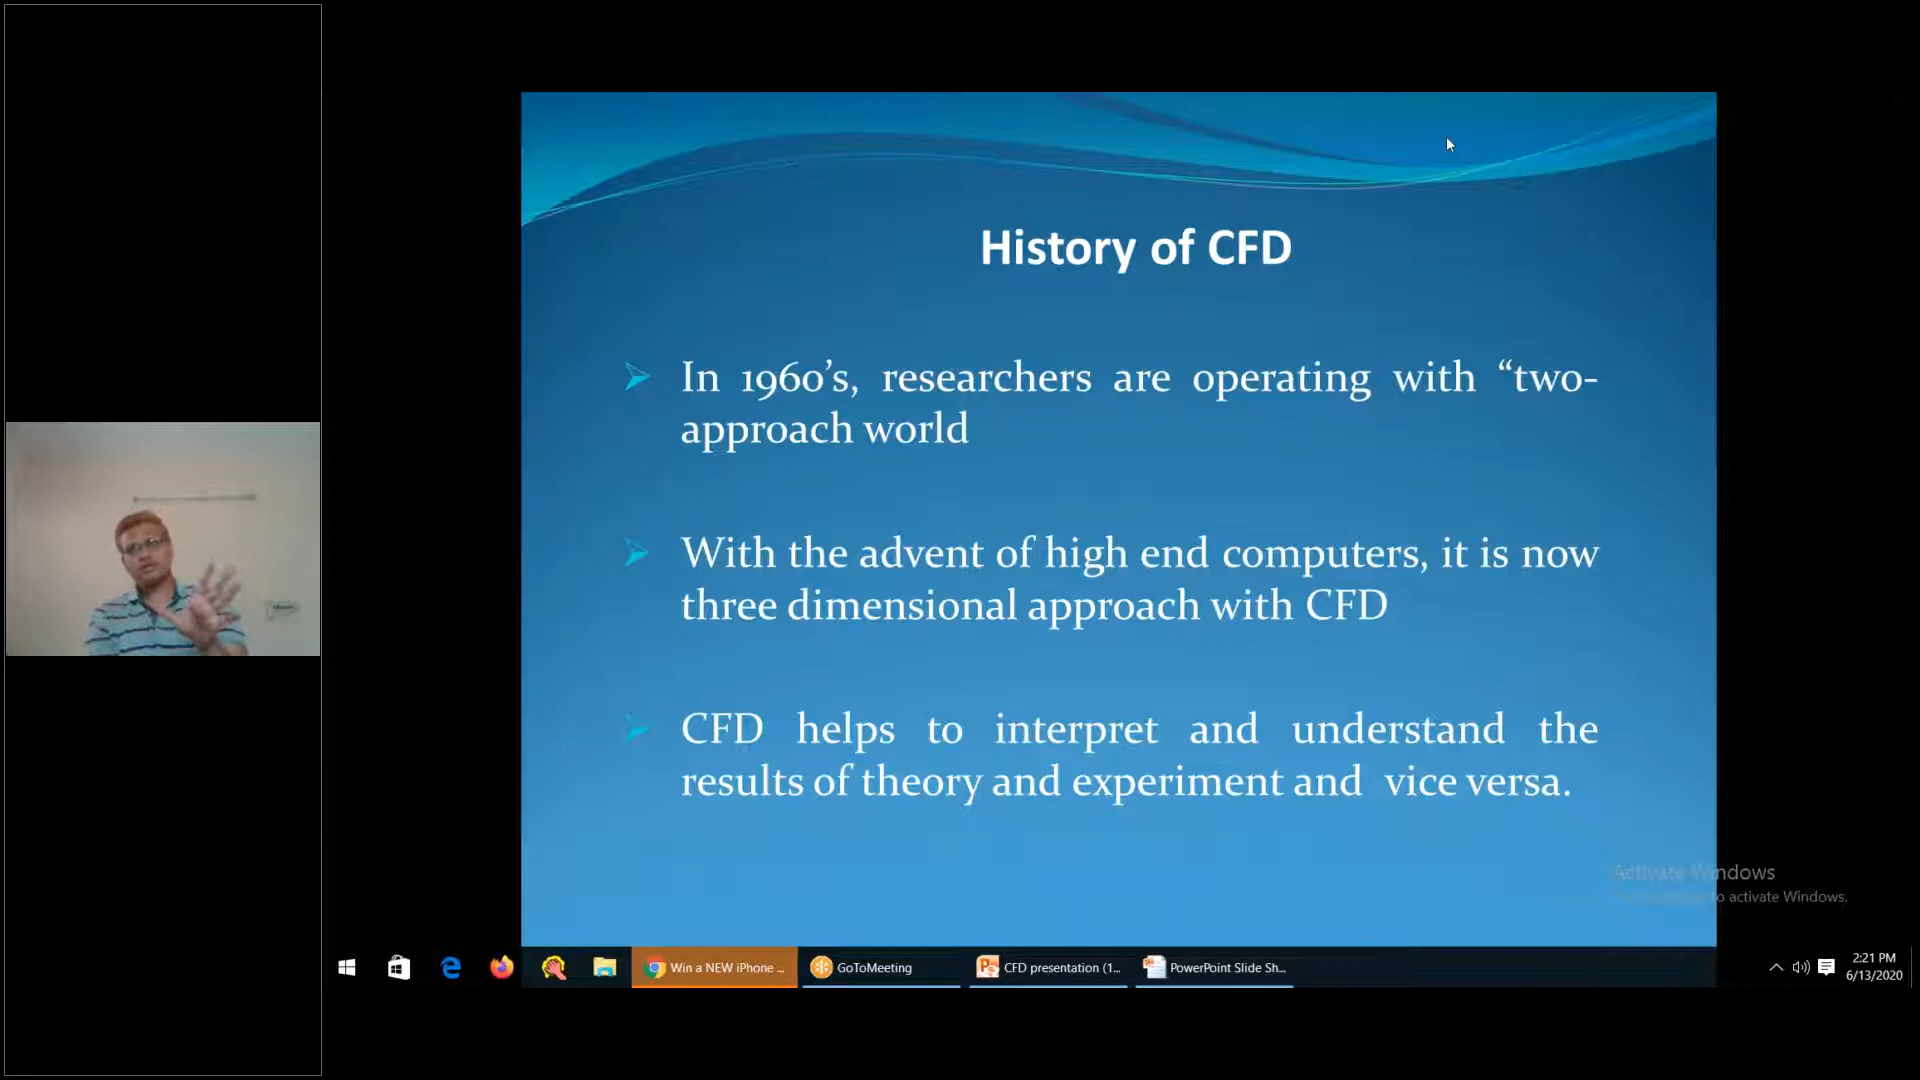 History of CFD
In 1960’s, researchers are operating with “two-
approach world
With the advent of high end computers, it is now
three dimensional approach with CFD
CFD helps to interpret and understand the
results of theory and experiment and vice versa.
Activate Windows
to activate Windows.
Win a NEW iPhone ...
GoToMeeting
CFD presentation (1...
PowerPoint Slide Sh...
2:21 PM
6/13/2020